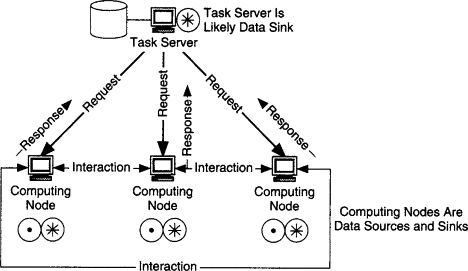 Task Server Is
Likely Data Sink
Task Server
Response
Request
Request
Response
Request
Response
Interaction
Interaction
Computing
Node
Computing
Node
Computing
Node
Computing Nodes Are
Data Sources and Sinks
Interaction